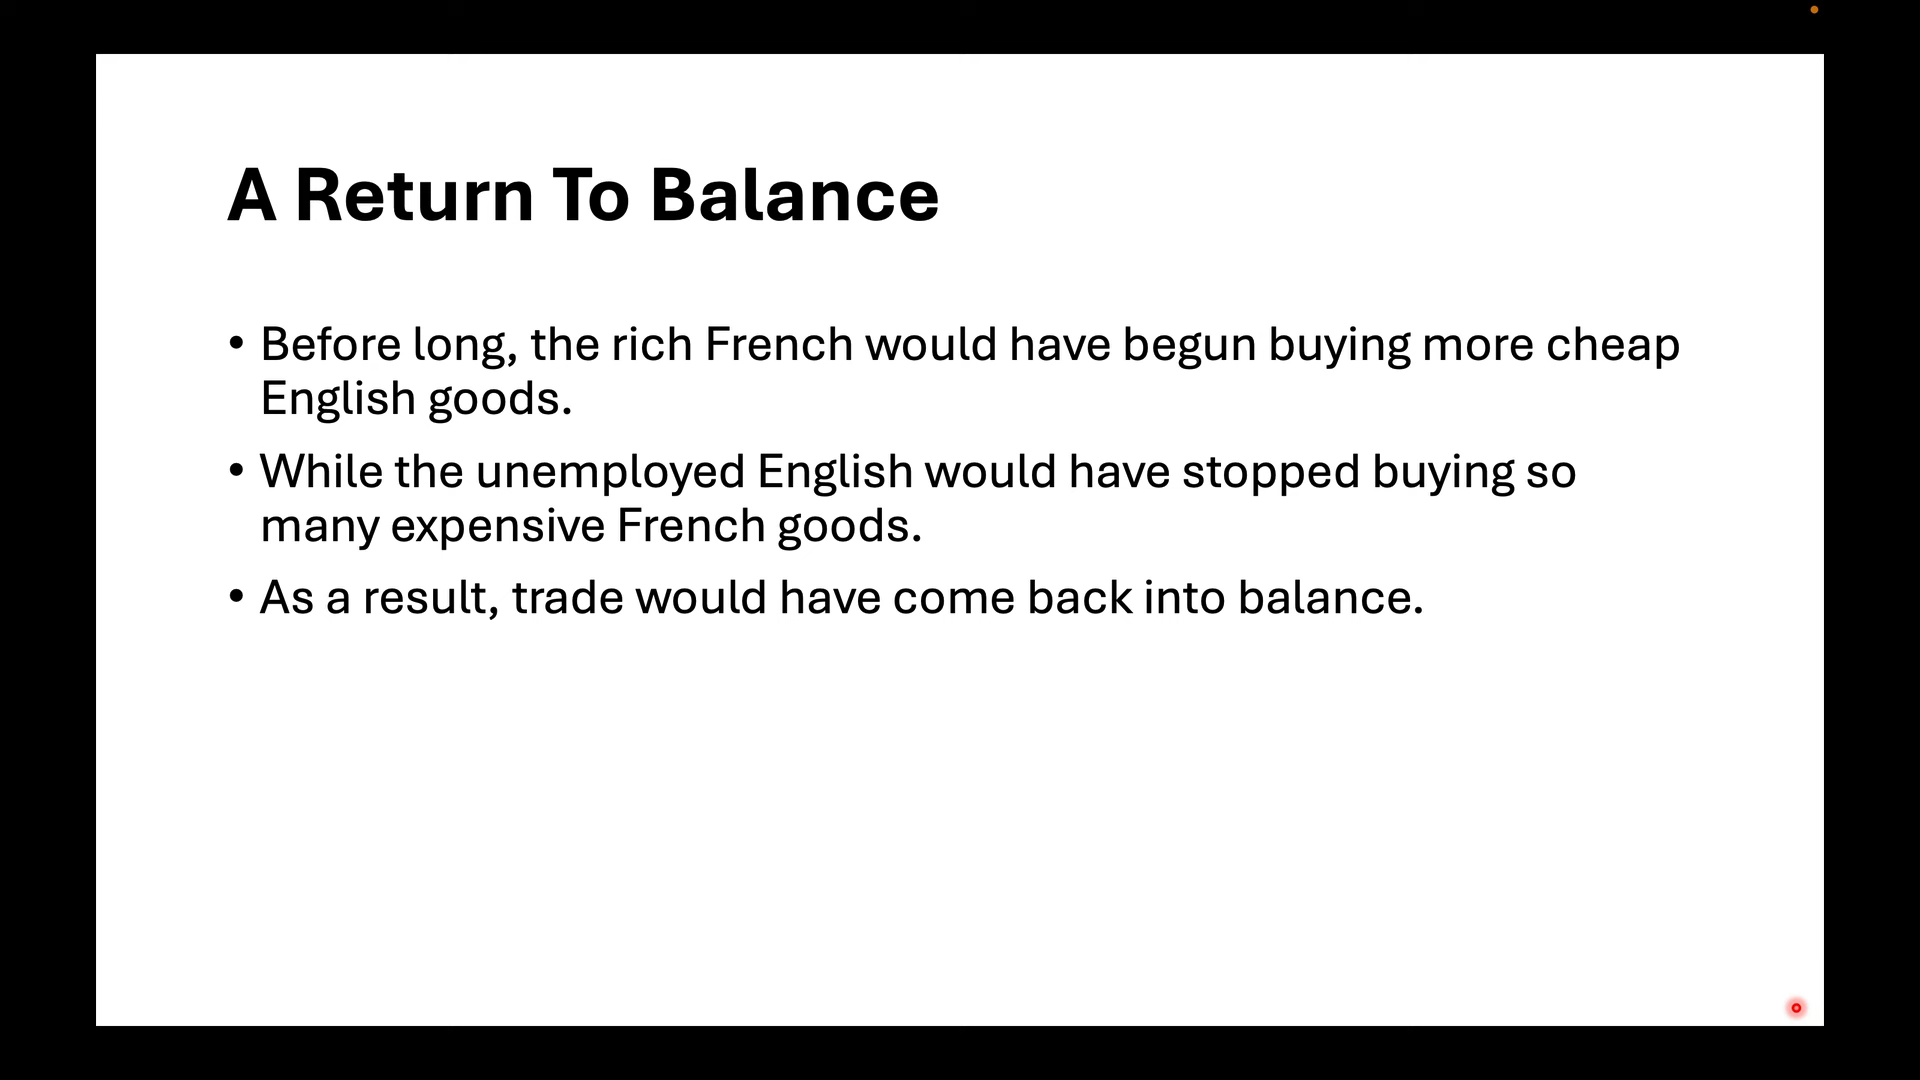 A Return To Balance
• Before long, the rich French would have begun buying more cheap
English goods.
• While the unemployed English would have stopped buying so
many expensive French goods.
• As a result, trade would have come back into balance.